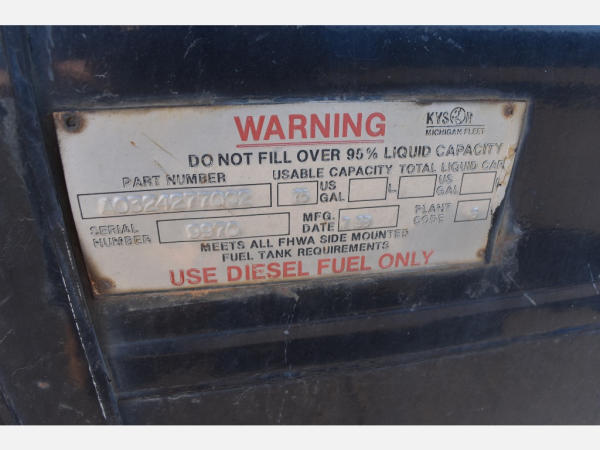 WARNING
KYSOR
MICHIGAN FLEET
DO NOT FILL OVER 95% LIQUID CAPACITY
PART NUMBER USABLE CAPACITY TOTAL LIQUID CAP.
US GAL L US GAL L
SERIAL NUMBER MFG. DATE PLANT CODE
MEETS ALL FHWA SIDE MOUNTED
FUEL TANK REQUIREMENTS
USE DIESEL FUEL ONLY